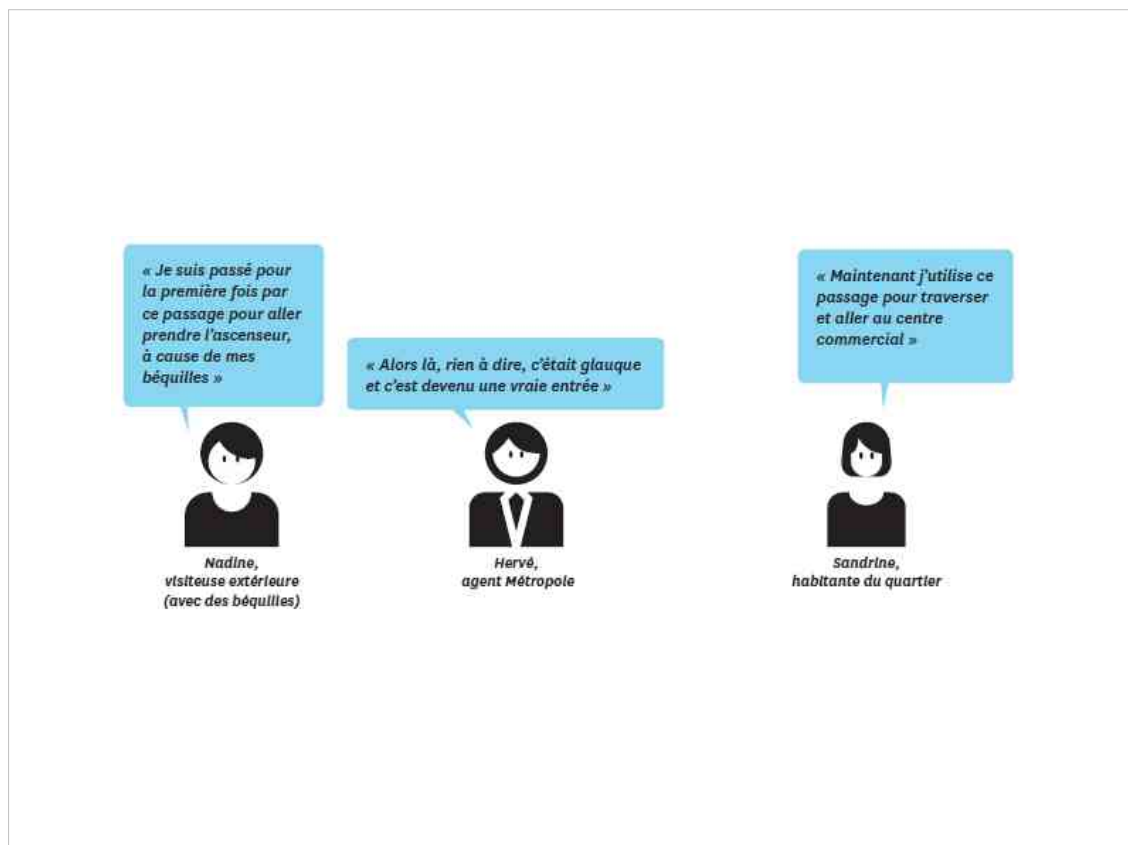 « Je suis passé pour
la première fois par
ce passage pour aller
prendre l'ascenseur,
à cause de mes
béquilles »
Nadine,
visiteuse extérieure
(avec des béquilles)
« Alors là, rien à dire, c'était glauque
et c'est devenu une vraie entrée »
Hervé,
agent Métropole
« Maintenant j'utilise ce
passage pour traverser
et aller au centre
commercial »
Sandrine,
habitante du quartier